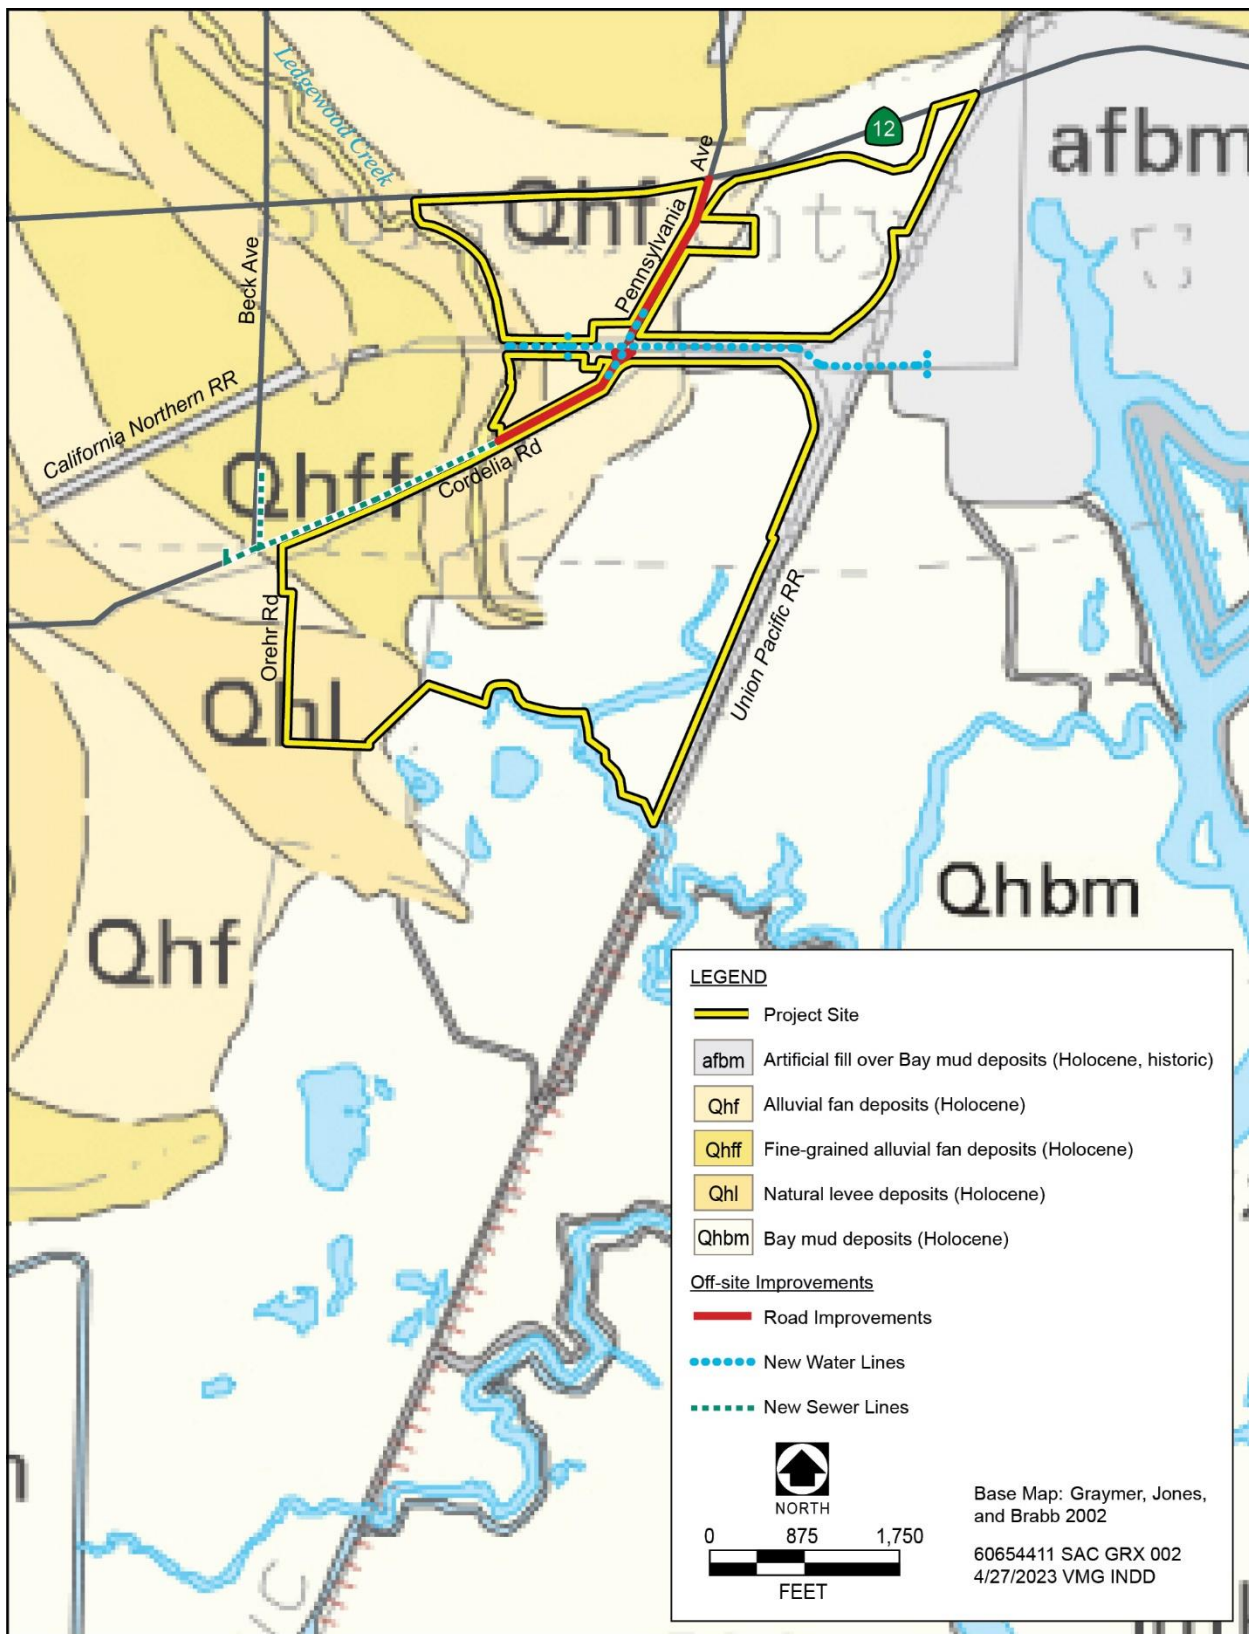 Ledgewood Creek
12
afbm
Ave
Suisun City
Qhf
Pennsylvania
Beck Ave
California Northern RR
Qhff
Cordelia Rd
Orehr Rd
Union Pacific RR
Qhl
Qhbm
Qhf
LEGEND
Project Site
afbm Artificial fill over Bay mud deposits (Holocene, historic)
Qhf Alluvial fan deposits (Holocene)
Qhff Fine-grained alluvial fan deposits (Holocene)
Qhl Natural levee deposits (Holocene)
Qhbm Bay mud deposits (Holocene)
Off-site Improvements
Road Improvements
New Water Lines
New Sewer Lines
NORTH
0 875 1,750
FEET
Base Map: Graymer, Jones,
and Brabb 2002
60654411 SAC GRX 002
4/27/2023 VMG INDD